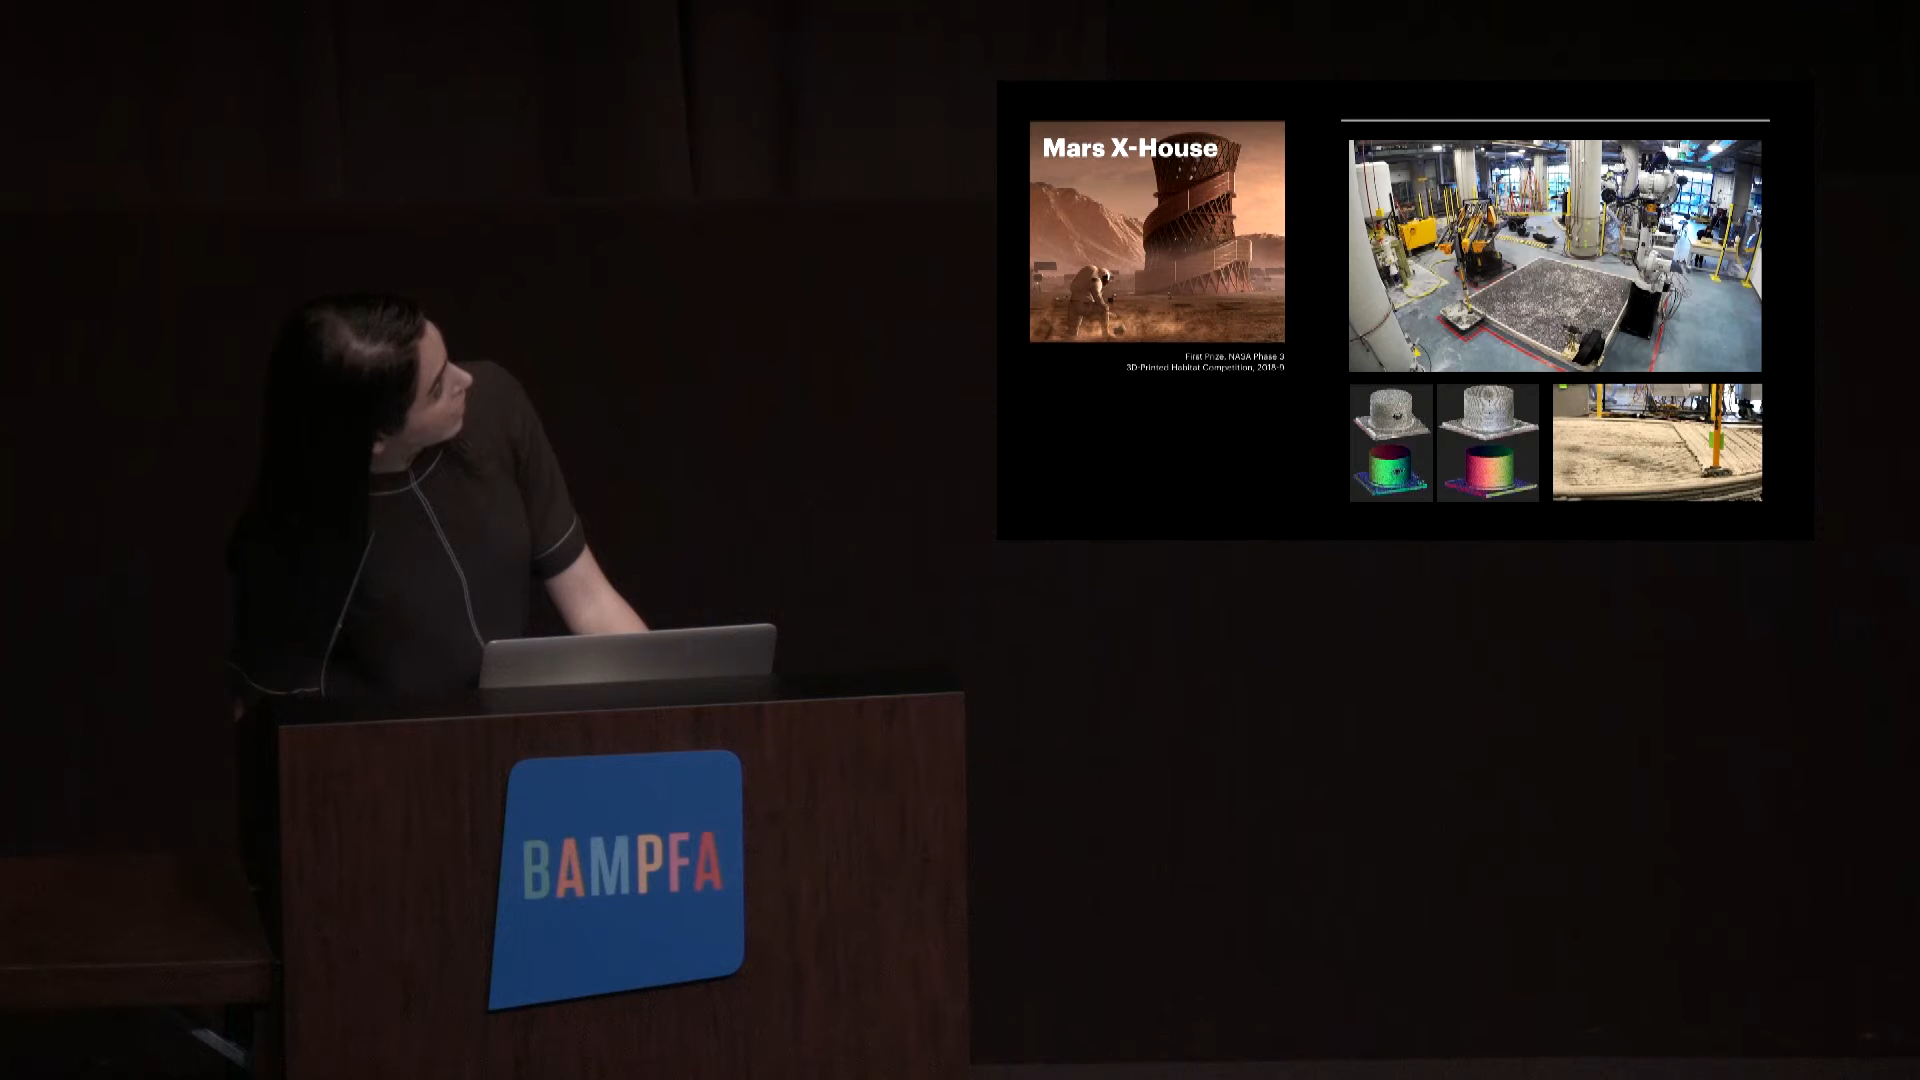 Mars X-House
First Prize, NASA Phase 3
3D-Printed Habitat Competition, 2018-9
BAMPFA